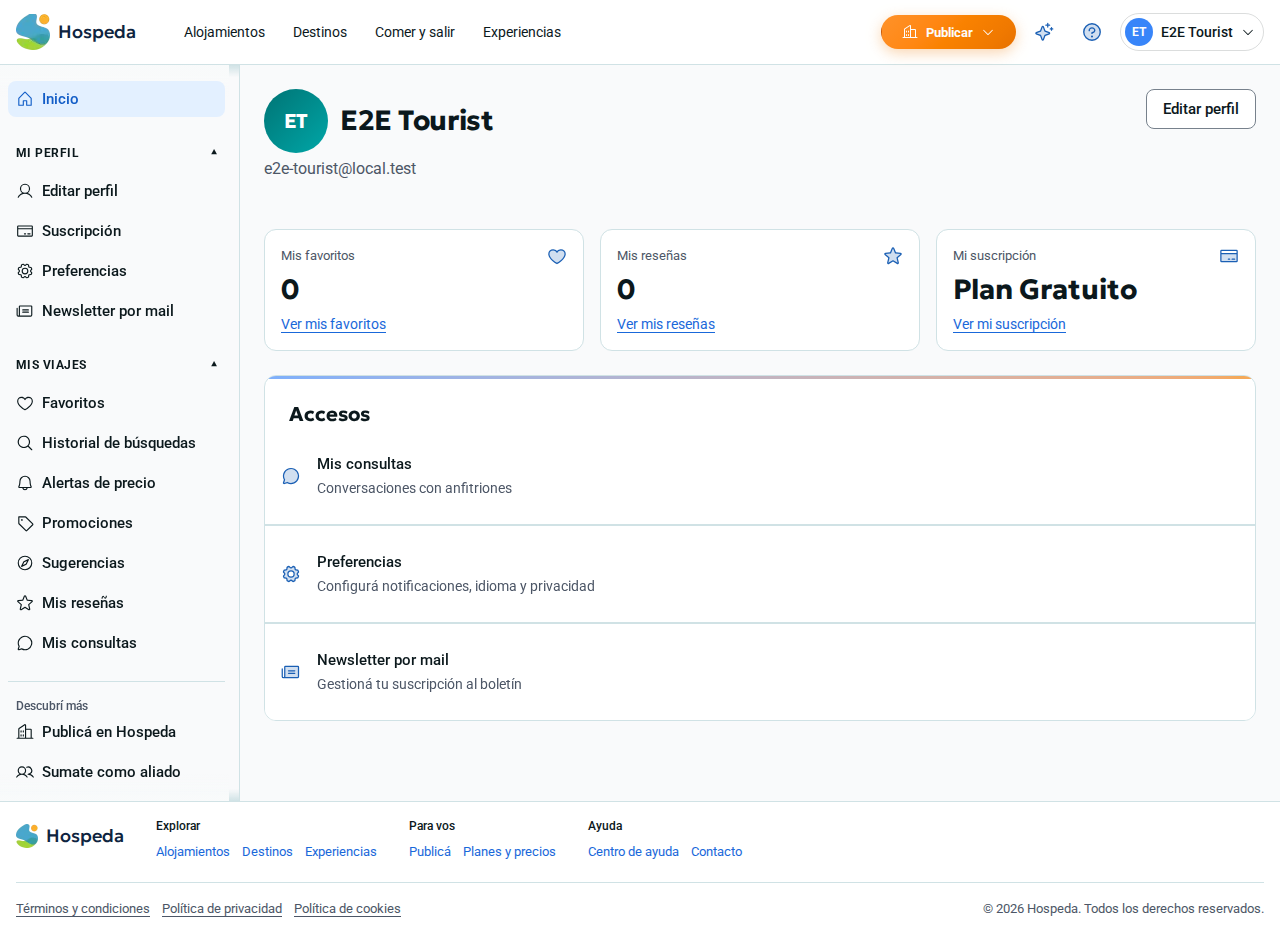 Hospeda
Alojamientos
Destinos
Comer y salir
Experiencias
Publicar
ET
E2E Tourist
Inicio
MI PERFIL
Editar perfil
Suscripción
Preferencias
Newsletter por mail
MIS VIAJES
Favoritos
Historial de búsquedas
Alertas de precio
Promociones
Sugerencias
Mis reseñas
Mis consultas
Descubrí más
Publicá en Hospeda
Sumate como aliado
ET
E2E Tourist
Editar perfil
e2e-tourist@local.test
Mis favoritos
0
Ver mis favoritos
Mis reseñas
0
Ver mis reseñas
Mi suscripción
Plan Gratuito
Ver mi suscripción
Accesos
Mis consultas
Conversaciones con anfitriones
Preferencias
Configurá notificaciones, idioma y privacidad
Newsletter por mail
Gestioná tu suscripción al boletín
Hospeda
Explorar
Alojamientos Destinos Experiencias
Para vos
Publicá Planes y precios
Ayuda
Centro de ayuda Contacto
Términos y condiciones Política de privacidad Política de cookies
© 2026 Hospeda. Todos los derechos reservados.